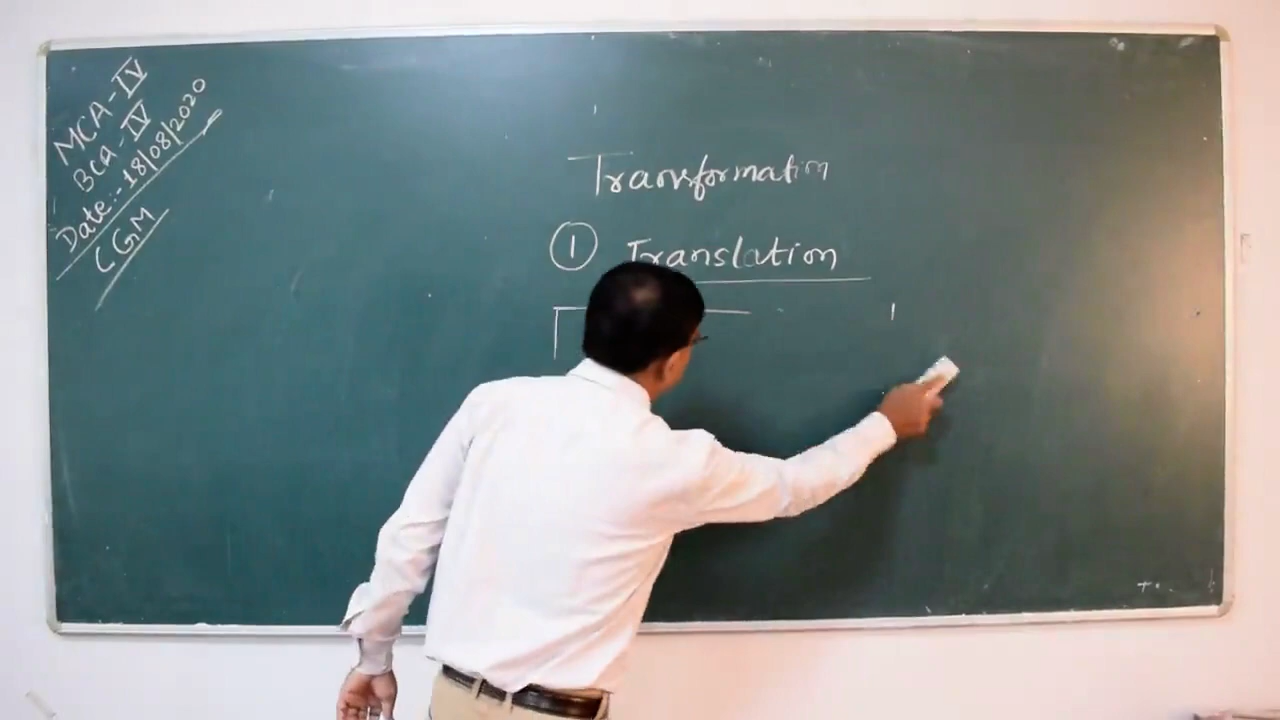 MCA-IV
BCA-IV
Date:-18/08/2020
CGM
Transformation
1 Translation